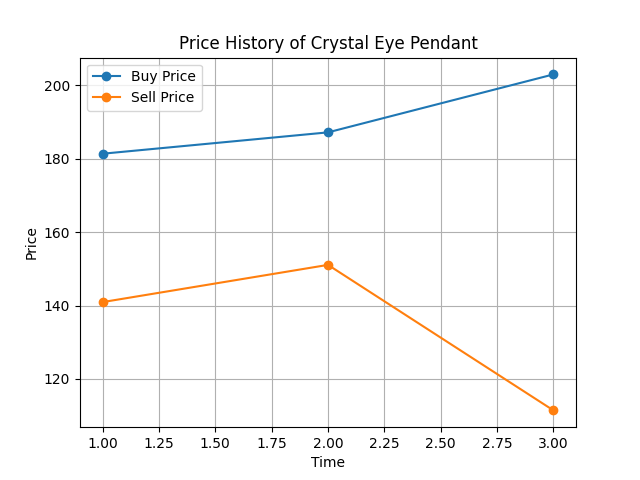 Price History of Crystal Eye Pendant
Buy Price
Sell Price
200
180
160
140
120
Price
1.00 1.25 1.50 1.75 2.00 2.25 2.50 2.75 3.00
Time